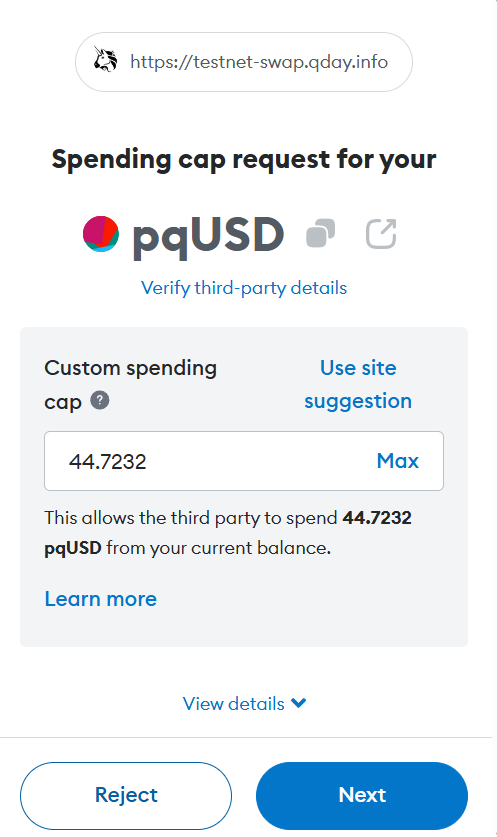 https://testnet-swap.qday.info
Spending cap request for your
pqUSD
Verify third-party details
Custom spending
cap ?
Use site
suggestion
44.7232
Max
This allows the third party to spend 44.7232
pqUSD from your current balance.
Learn more
View details
Reject
Next